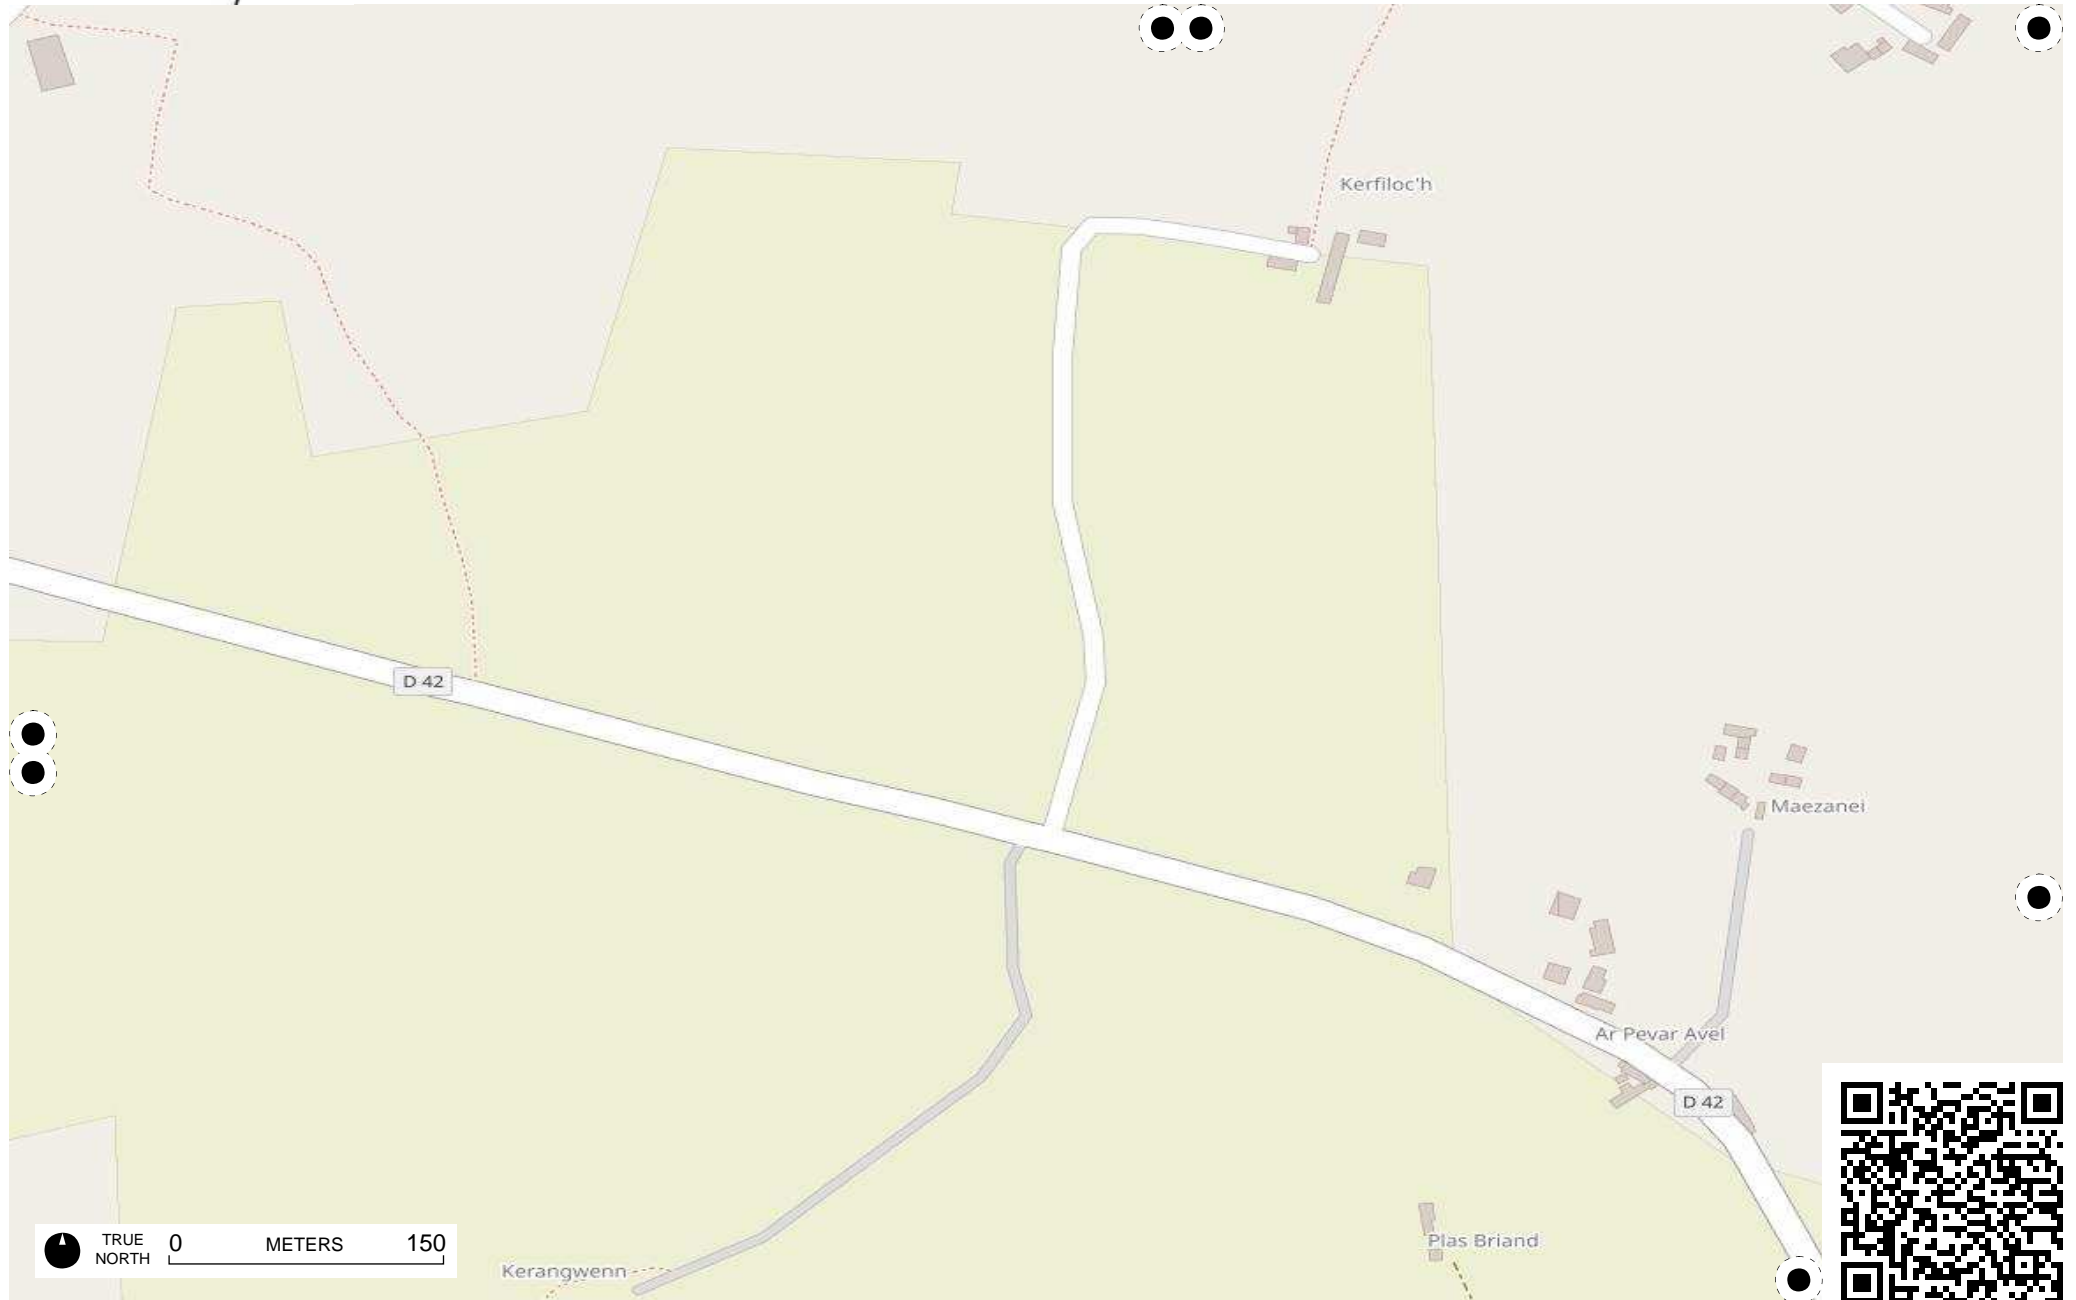 Kerfiloc'h
D 42
Maezanei
Ar Pevar Avel
D 42
TRUE
NORTH
0 METERS 150
Plas Briand
Kerangwenn